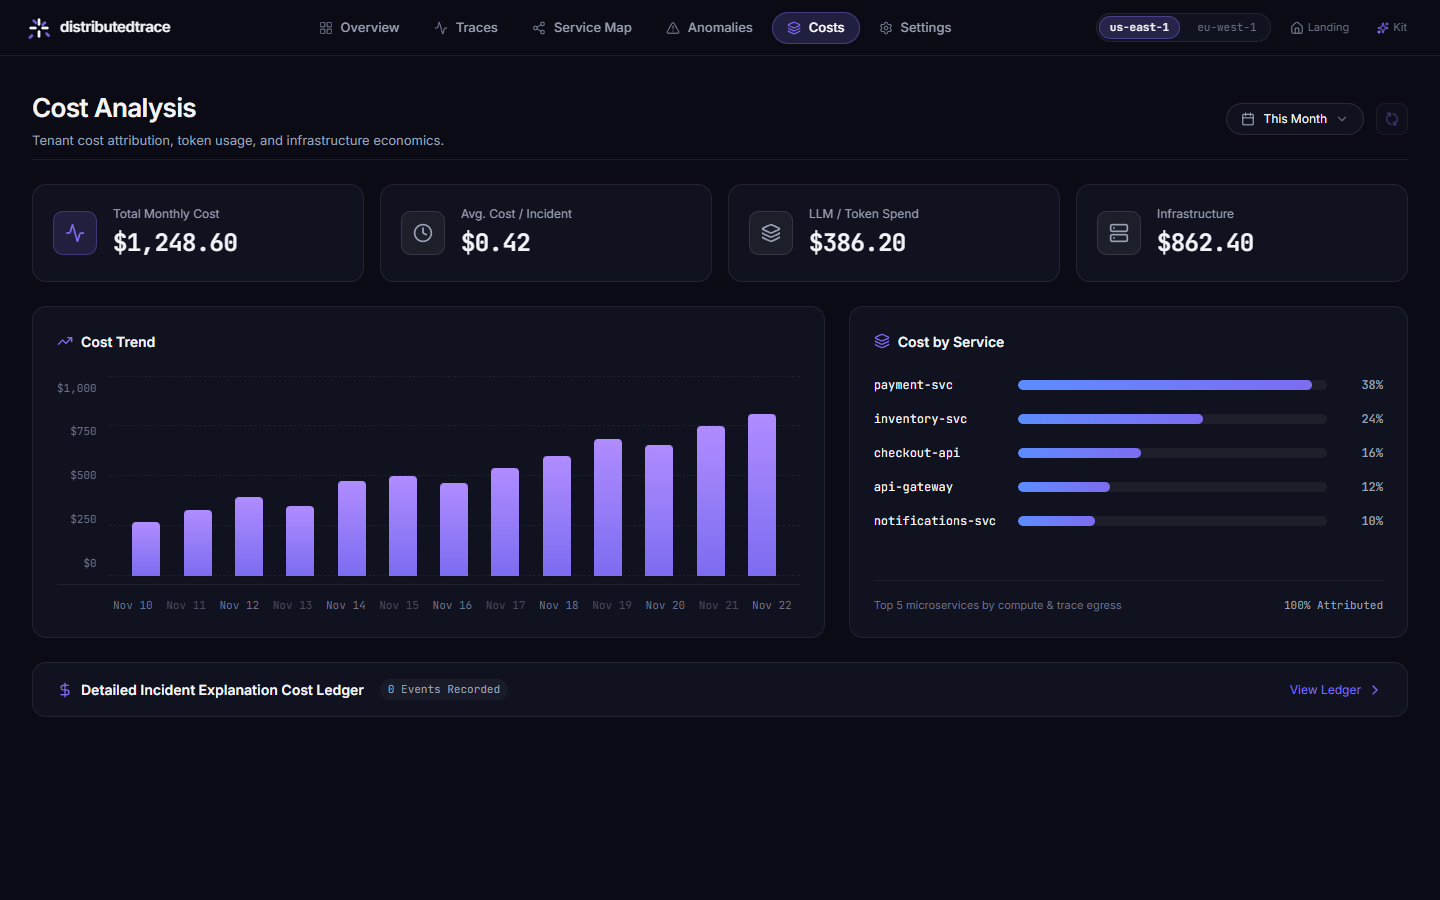 distributedtrace
Overview
Traces
Service Map
Anomalies
Costs
Settings
us-east-1
eu-west-1
Landing
Kit
Cost Analysis
Tenant cost attribution, token usage, and infrastructure economics.
This Month
Total Monthly Cost
$1,248.60
Avg. Cost / Incident
$0.42
LLM / Token Spend
$386.20
Infrastructure
$862.40
Cost Trend
$1,000
$750
$500
$250
$0
Nov 10 Nov 11 Nov 12 Nov 13 Nov 14 Nov 15 Nov 16 Nov 17 Nov 18 Nov 19 Nov 20 Nov 21 Nov 22
Cost by Service
payment-svc 38%
inventory-svc 24%
checkout-api 16%
api-gateway 12%
notifications-svc 10%
Top 5 microservices by compute & trace egress 100% Attributed
Detailed Incident Explanation Cost Ledger
0 Events Recorded
View Ledger